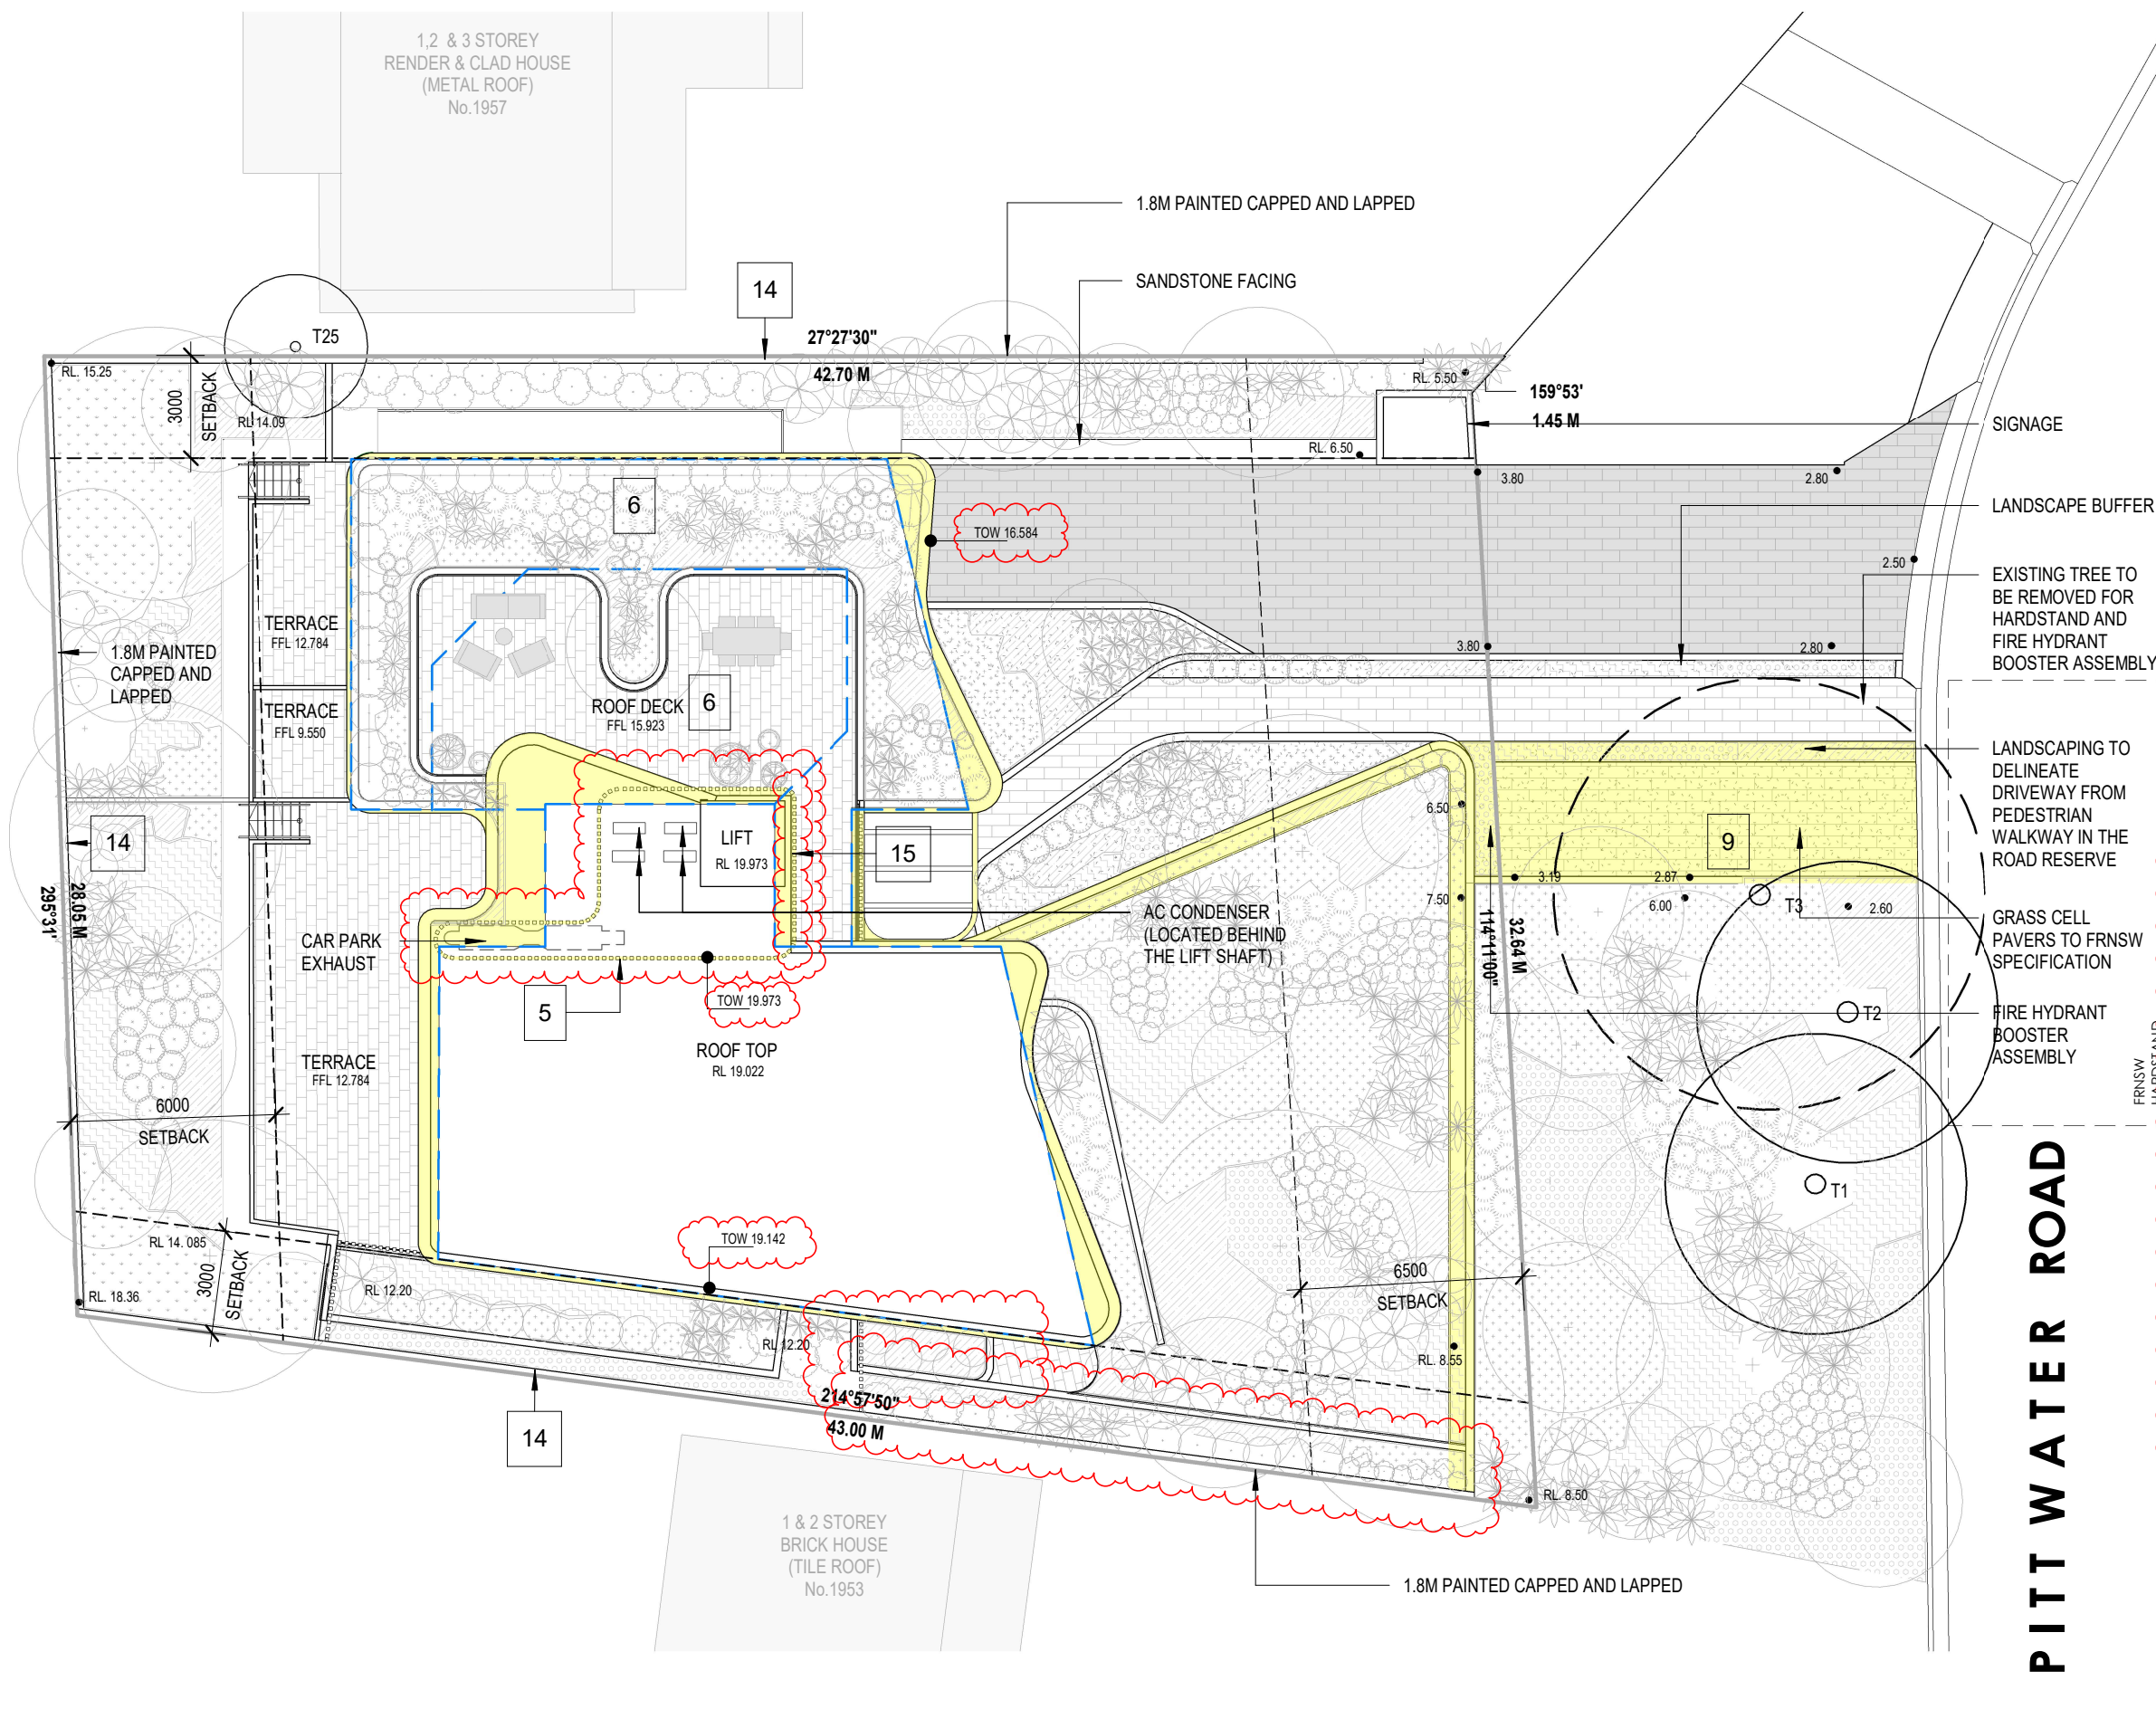 1,2 & 3 STOREY
RENDER & CLAD HOUSE
(METAL ROOF)
No.1957
1.8M PAINTED CAPPED AND LAPPED
SANDSTONE FACING
14
27°27'30"
42.70 M
T25
RL. 15.25
3000
SETBACK
RL 14.09
RL. 5.50
159°53'
1.45 M
SIGNAGE
RL. 6.50
3.80
2.80
LANDSCAPE BUFFER
6
TOW 16.584
2.50
EXISTING TREE TO
BE REMOVED FOR
HARDSTAND AND
FIRE HYDRANT
BOOSTER ASSEMBLY
TERRACE
FFL 12.784
1.8M PAINTED
CAPPED AND
LAPPED
3.80
2.80
TERRACE
FFL 9.550
ROOF DECK
FFL 15.923
6
LANDSCAPING TO
DELINEATE
DRIVEWAY FROM
PEDESTRIAN
WALKWAY IN THE
ROAD RESERVE
14
LIFT
RL 19.973
15
6.50
9
3.19
2.87
7.50
6.00
T3
2.60
295°31'
28.05 M
114°11'00"
32.64 M
AC CONDENSER
(LOCATED BEHIND
THE LIFT SHAFT)
GRASS CELL
PAVERS TO FRNSW
SPECIFICATION
CAR PARK
EXHAUST
5
TOW 19.973
T2
FIRE HYDRANT
BOOSTER
ASSEMBLY
ROOF TOP
RL 19.022
TERRACE
FFL 12.784
FRNSW
HARDSTAND
6000
SETBACK
T1
RL 14. 085
3000
SETBACK
TOW 19.142
6500
SETBACK
RL. 18.36
RL 12.20
RL 12.20
RL. 8.55
214°57'50"
43.00 M
14
RL. 8.50
1 & 2 STOREY
BRICK HOUSE
(TILE ROOF)
No.1953
1.8M PAINTED CAPPED AND LAPPED
PITT WATER ROAD